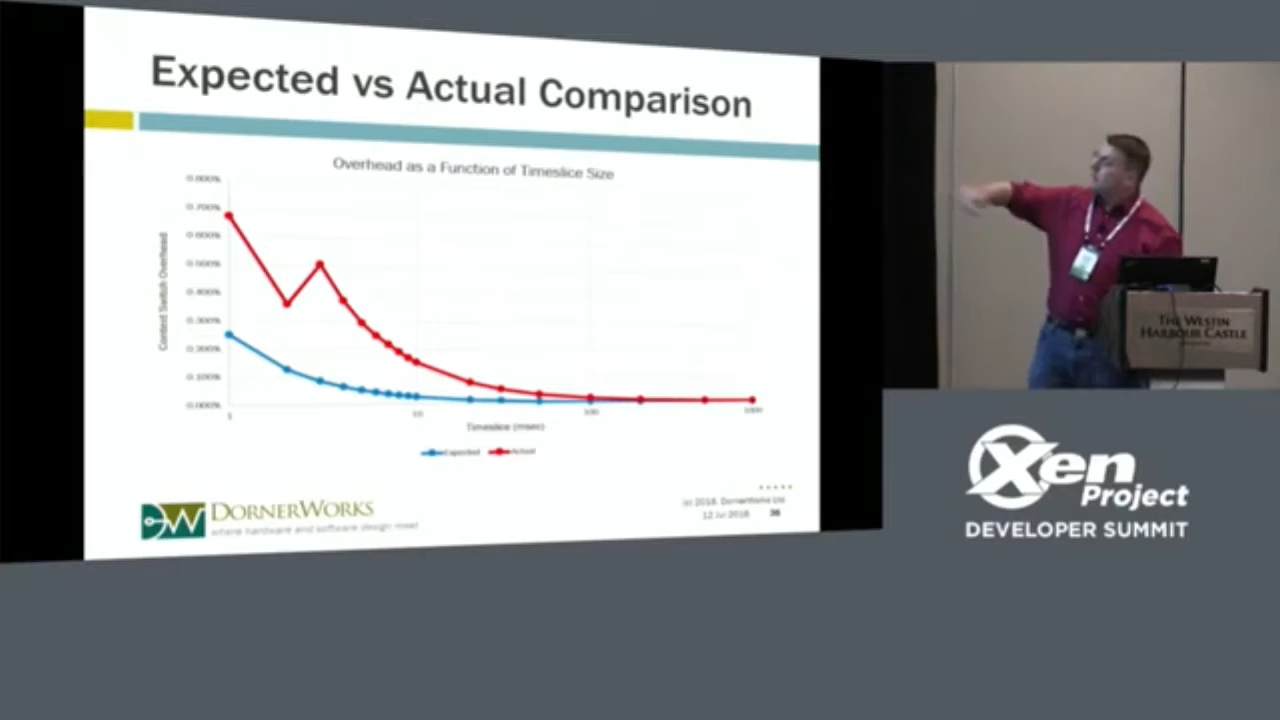 Expected vs Actual Comparison
Overhead as a Function of Timeslice Size
0.800%
0.700%
0.600%
0.500%
0.400%
0.300%
0.200%
0.100%
0.000%
Context Switch Overhead
1
10
100
1000
Timeslice (msec)
Expected
Actual
DW DORNERWORKS
where hardware and software design meet
(c) 2018, DornerWorks Ltd
12 Jul 2018
36
THE WESTIN
HARBOUR CASTLE
Xen
Project
DEVELOPER SUMMIT